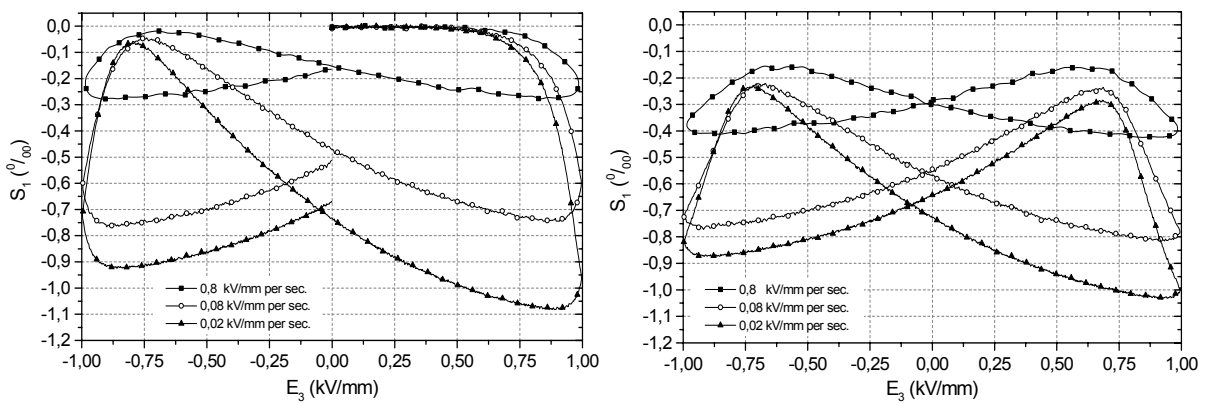 0,0
-0,1
-0,2
-0,3
-0,4
-0,5
-0,6
-0,7
-0,8
-0,9
-1,0
-1,1
-1,2
S1 (0/00)
0,8 kV/mm per sec.
0,08 kV/mm per sec.
0,02 kV/mm per sec.
-1,00 -0,75 -0,50 -0,25 0,00 0,25 0,50 0,75 1,00
E3 (kV/mm)
0,0
-0,1
-0,2
-0,3
-0,4
-0,5
-0,6
-0,7
-0,8
-0,9
-1,0
-1,1
-1,2
S1 (0/00)
0,8 kV/mm per sec.
0,08 kV/mm per sec.
0,02 kV/mm per sec.
-1,00 -0,75 -0,50 -0,25 0,00 0,25 0,50 0,75 1,00
E3 (kV/mm)